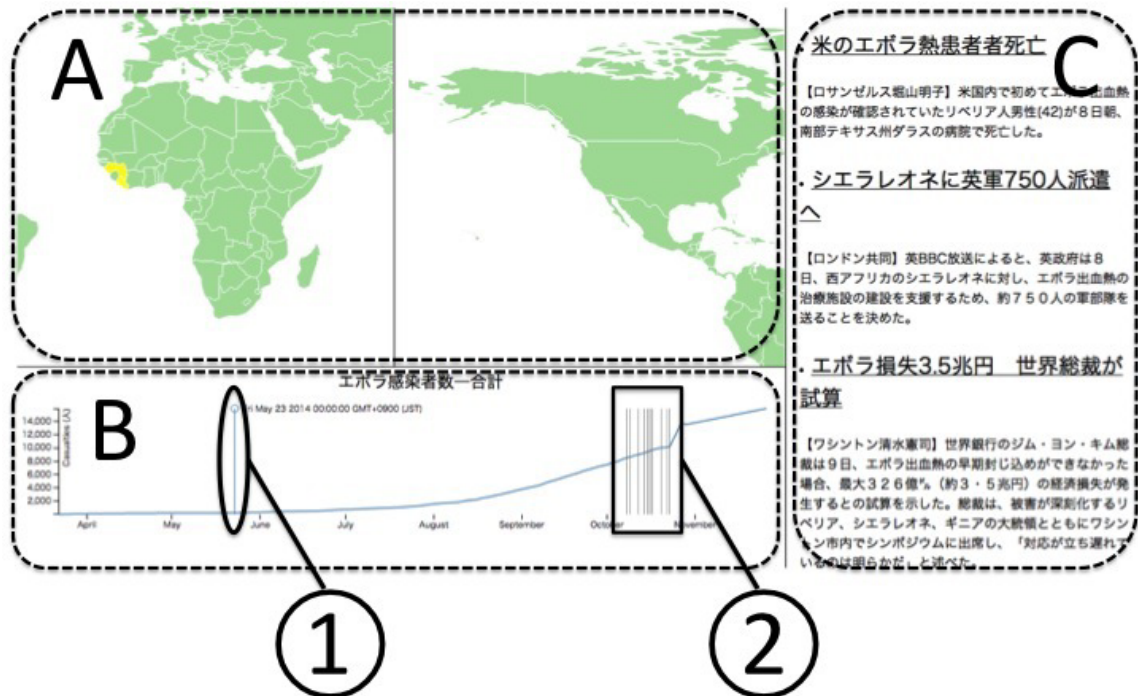 A
B
C
エボラ感染者数—合計
Fri May 23 2014 00:00:00 GMT+0900 (JST)
Casualties (人)
14,000
12,000
10,000
8,000
6,000
4,000
2,000
April May June July August September October November
1
2
・米のエボラ熱患者者死亡
【ロサンゼルス堀山明子】米国内で初めてエボラ出血熱
の感染が確認されていたリベリア人男性(42)が８日朝、
南部テキサス州ダラスの病院で死亡した。
・シエラレオネに英軍750人派遣
へ
【ロンドン共同】英BBC放送によると、英政府は８
日、西アフリカのシエラレオネに対し、エボラ出血熱の
治療施設の建設を支援するため、約７５０人の軍部隊を
送ることを決めた。
・エボラ損失3.5兆円　世界総裁が
試算
【ワシントン清水憲司】世界銀行のジム・ヨン・キム総
裁は９日、エボラ出血熱の早期封じ込めができなかった
場合、最大３２６億㌦（約３・５兆円）の経済損失が発
生するとの試算を示した。総裁は、被害が深刻化するリ
ベリア、シエラレオネ、ギニアの大統領とともにワシン
トン市内でシンポジウムに出席し、「対応が立ち遅れて
いるのは明らかだ」と述べた。